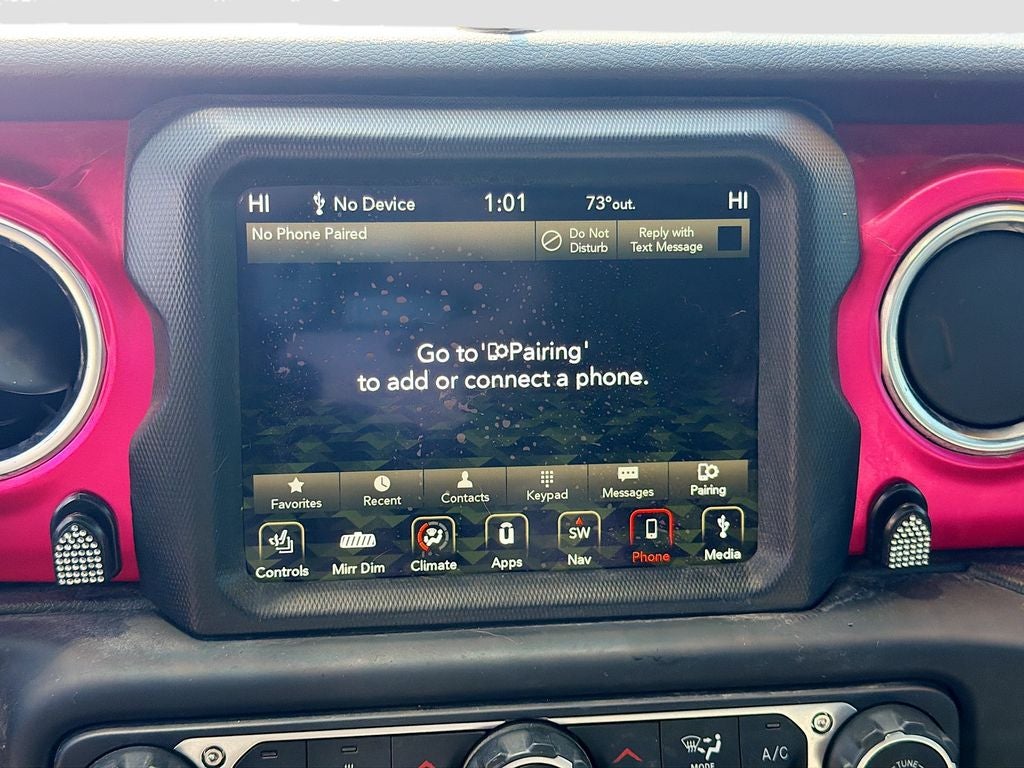 HI No Device 1:01 73°out. HI
No Phone Paired
Do Not
Disturb
Reply with
Text Message
Go to 'Pairing'
to add or connect a phone.
Favorites Recent Contacts Keypad Messages Pairing
SW
Controls Mirr Dim Climate Apps Nav Phone Media
MODE
A/C
TUNE